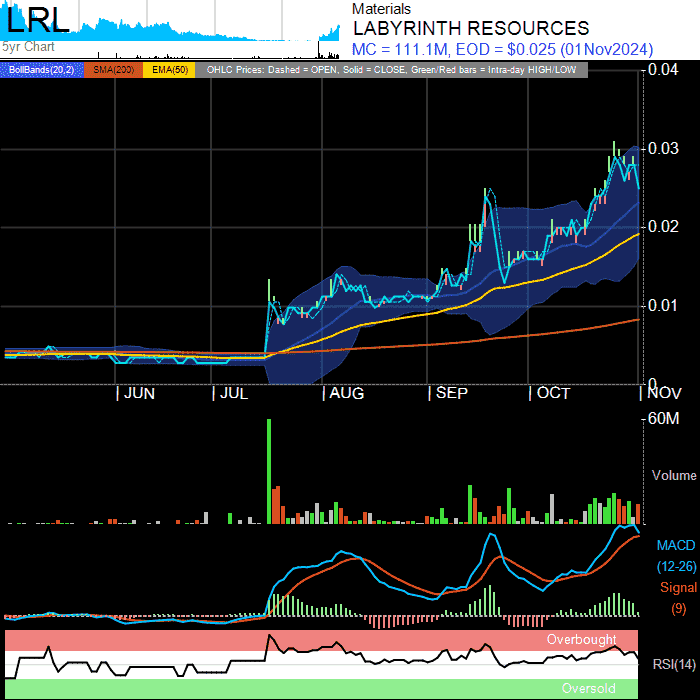 LRL
5yr Chart
Materials
LABYRINTH RESOURCES
MC = 111.1M, EOD = $0.025 (01Nov2024)
BollBands(20,2) SMA(200) EMA(50) OHLC Prices: Dashed = OPEN, Solid = CLOSE, Green/Red bars = Intra-day HIGH/LOW
0.04
0.03
0.02
0.01
0
JUN JUL AUG SEP OCT NOV
60M
Volume
MACD
(12-26)
Signal
(9)
Overbought
RSI(14)
Oversold